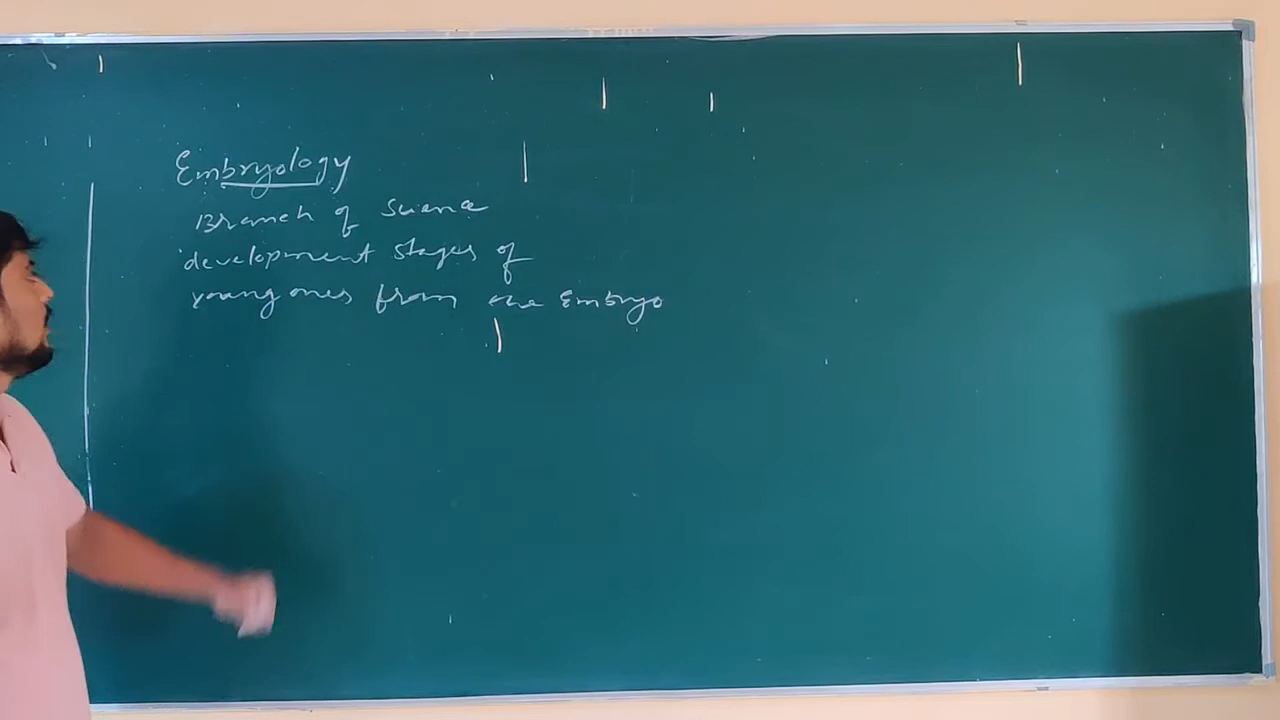 Embryology
Branch of Science
development stages of
young ones from the Embryo